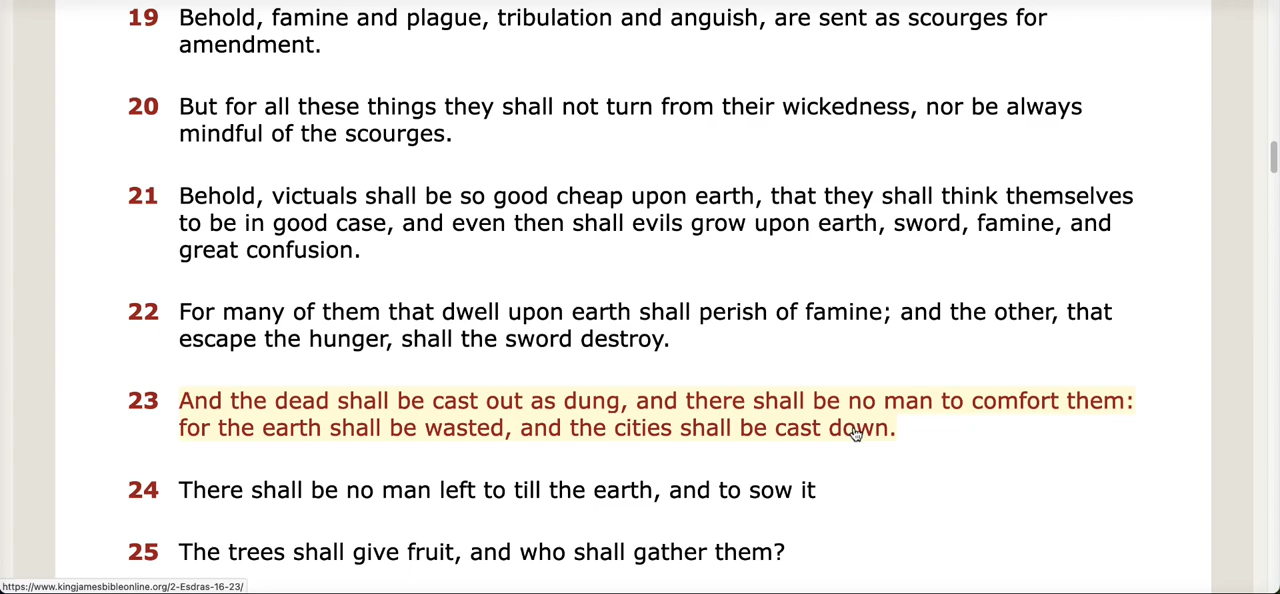 19 Behold, famine and plague, tribulation and anguish, are sent as scourges for
amendment.
20 But for all these things they shall not turn from their wickedness, nor be always
mindful of the scourges.
21 Behold, victuals shall be so good cheap upon earth, that they shall think themselves
to be in good case, and even then shall evils grow upon earth, sword, famine, and
great confusion.
22 For many of them that dwell upon earth shall perish of famine; and the other, that
escape the hunger, shall the sword destroy.
23 And the dead shall be cast out as dung, and there shall be no man to comfort them:
for the earth shall be wasted, and the cities shall be cast down.
24 There shall be no man left to till the earth, and to sow it
25 The trees shall give fruit, and who shall gather them?
https://www.kingjamesbibleonline.org/2-Esdras-16-23/